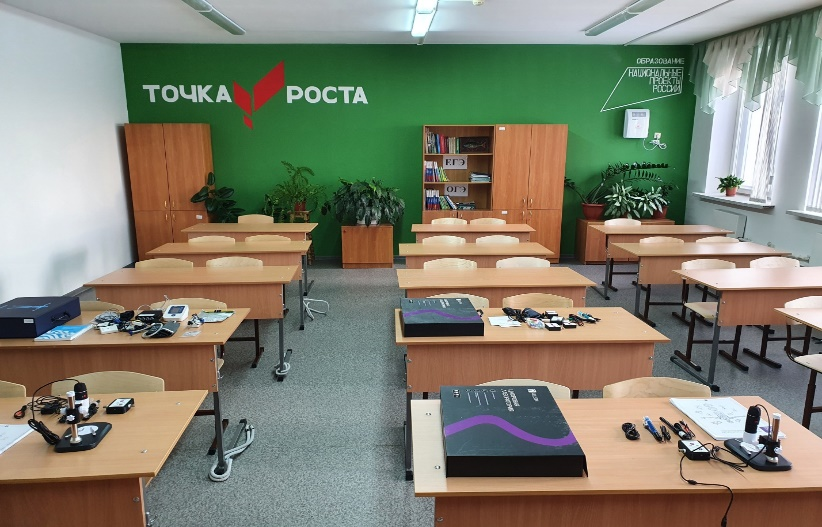 ТОЧКА РОСТА
ОБРАЗОВАНИЕ
НАЦИОНАЛЬНЫЕ
ПРОЕКТЫ
РОССИИ
ЕГЭ
ОГЭ